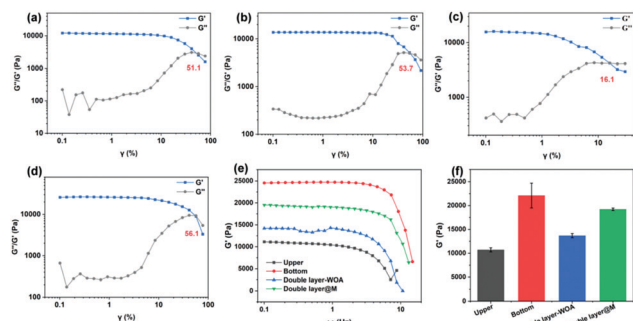 (a)
G'
G''
G''/G' (Pa)
10000
1000
100
10
0.1
1
10
100
γ (%)
51.1
(b)
G'
G''
G''/G' (Pa)
10000
1000
100
0.1
1
10
100
γ (%)
53.7
(c)
G'
G''
G''/G' (Pa)
10000
1000
0.1
1
10
γ (%)
16.1
(d)
G'
G''
G''/G' (Pa)
10000
1000
100
0.1
1
10
100
γ (%)
56.1
(e)
G' (Pa)
25000
20000
15000
10000
5000
0
0.1
1
10
Upper
Bottom
Double layer-WOA
Double layer@M
(f)
G' (Pa)
25000
20000
15000
10000
5000
0
Upper
Bottom
layer-WOA
layer@M